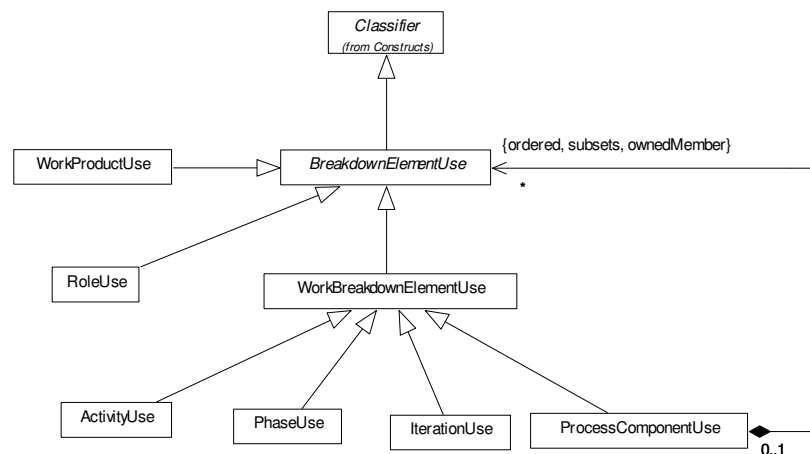 Classifier
(from Constructs)
{ordered, subsets, ownedMember}
WorkProductUse
BreakdownElementUse
*
RoleUse
WorkBreakdownElementUse
ActivityUse
PhaseUse
IterationUse
ProcessComponentUse
0..1